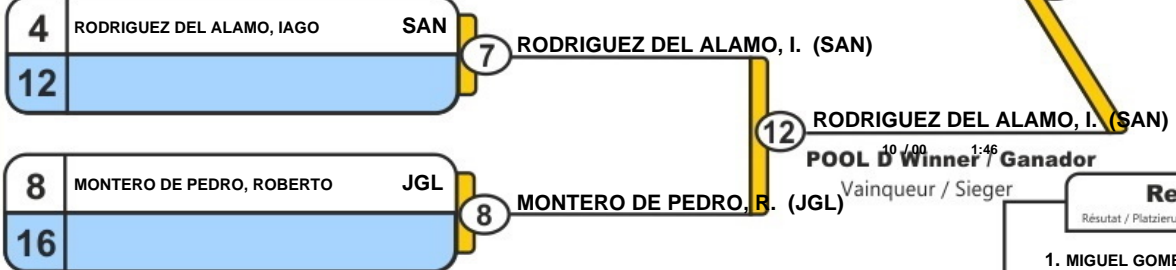 4 RODRIGUEZ DEL ALAMO, IAGO SAN
12
7 RODRIGUEZ DEL ALAMO, I. (SAN)
12 RODRIGUEZ DEL ALAMO, I. (SAN)
10 / 00 1:46
POOL D Winner / Ganador
Vainqueur / Sieger
8 MONTERO DE PEDRO, ROBERTO JGL
16
8 MONTERO DE PEDRO, R. (JGL)
Re
Résutat / Platzieru
1. MIGUEL GOM